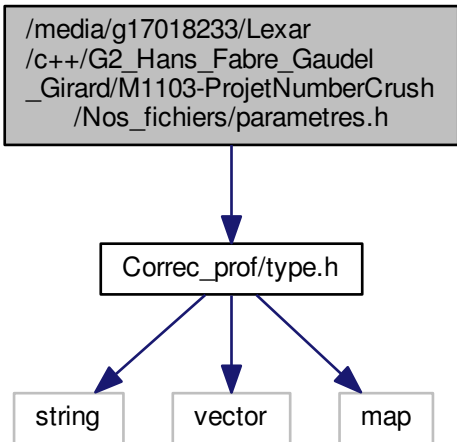 /media/g17018233/Lexar
/c++/G2_Hans_Fabre_Gaudel
_Girard/M1103-ProjetNumberCrush
/Nos_fichiers/parametres.h
Correc_prof/type.h
string
vector
map